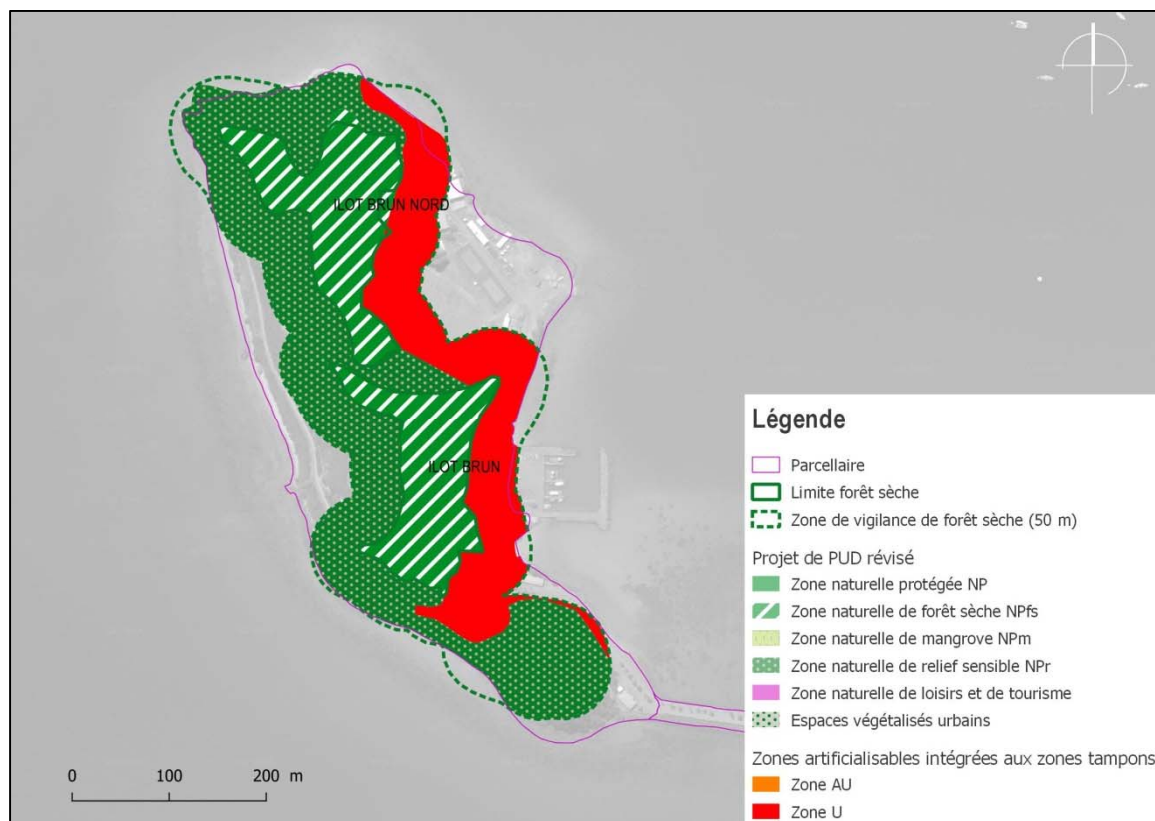 ILOT BRUN NORD
ILOT BRUN
0 100 200 m
Légende
Parcellaire
Limite forêt sèche
Zone de vigilance de forêt sèche (50 m)
Projet de PUD révisé
Zone naturelle protégée NP
Zone naturelle de forêt sèche NPfs
Zone naturelle de mangrove NPm
Zone naturelle de relief sensible NPr
Zone naturelle de loisirs et de tourisme
Espaces végétalisés urbains
Zones artificialisables intégrées aux zones tampons
Zone AU
Zone U